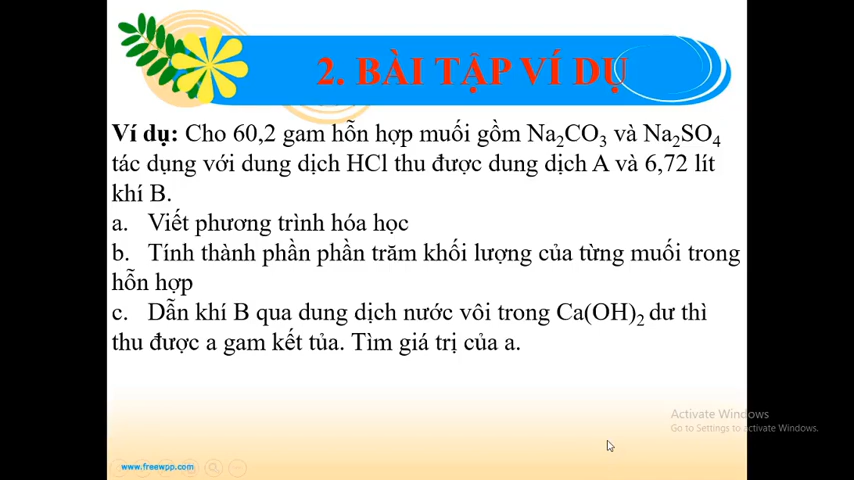 2. BÀI TẬP VÍ DỤ
Ví dụ: Cho 60,2 gam hỗn hợp muối gồm Na₂CO₃ và Na₂SO₄
tác dụng với dung dịch HCl thu được dung dịch A và 6,72 lít
khí B.
a. Viết phương trình hóa học
b. Tính thành phần phần trăm khối lượng của từng muối trong
hỗn hợp
c. Dẫn khí B qua dung dịch nước vôi trong Ca(OH)₂ dư thì
thu được a gam kết tủa. Tìm giá trị của a.
Activate Windows
Go to Settings to activate Windows.
www.freewpp.com